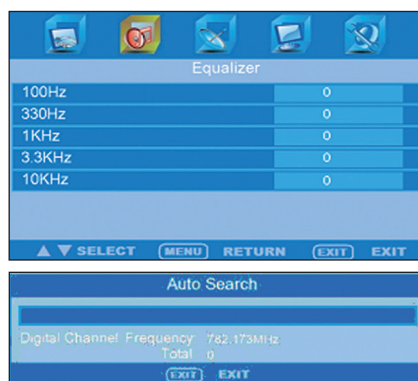 Equalizer
100Hz 0
330Hz 0
1KHz 0
3.3KHz 0
10KHz 0
▲ ▼ SELECT MENU RETURN EXIT EXIT
Auto Search
Digital Channel Frequency 782.173MHz
Total 0
EXIT EXIT